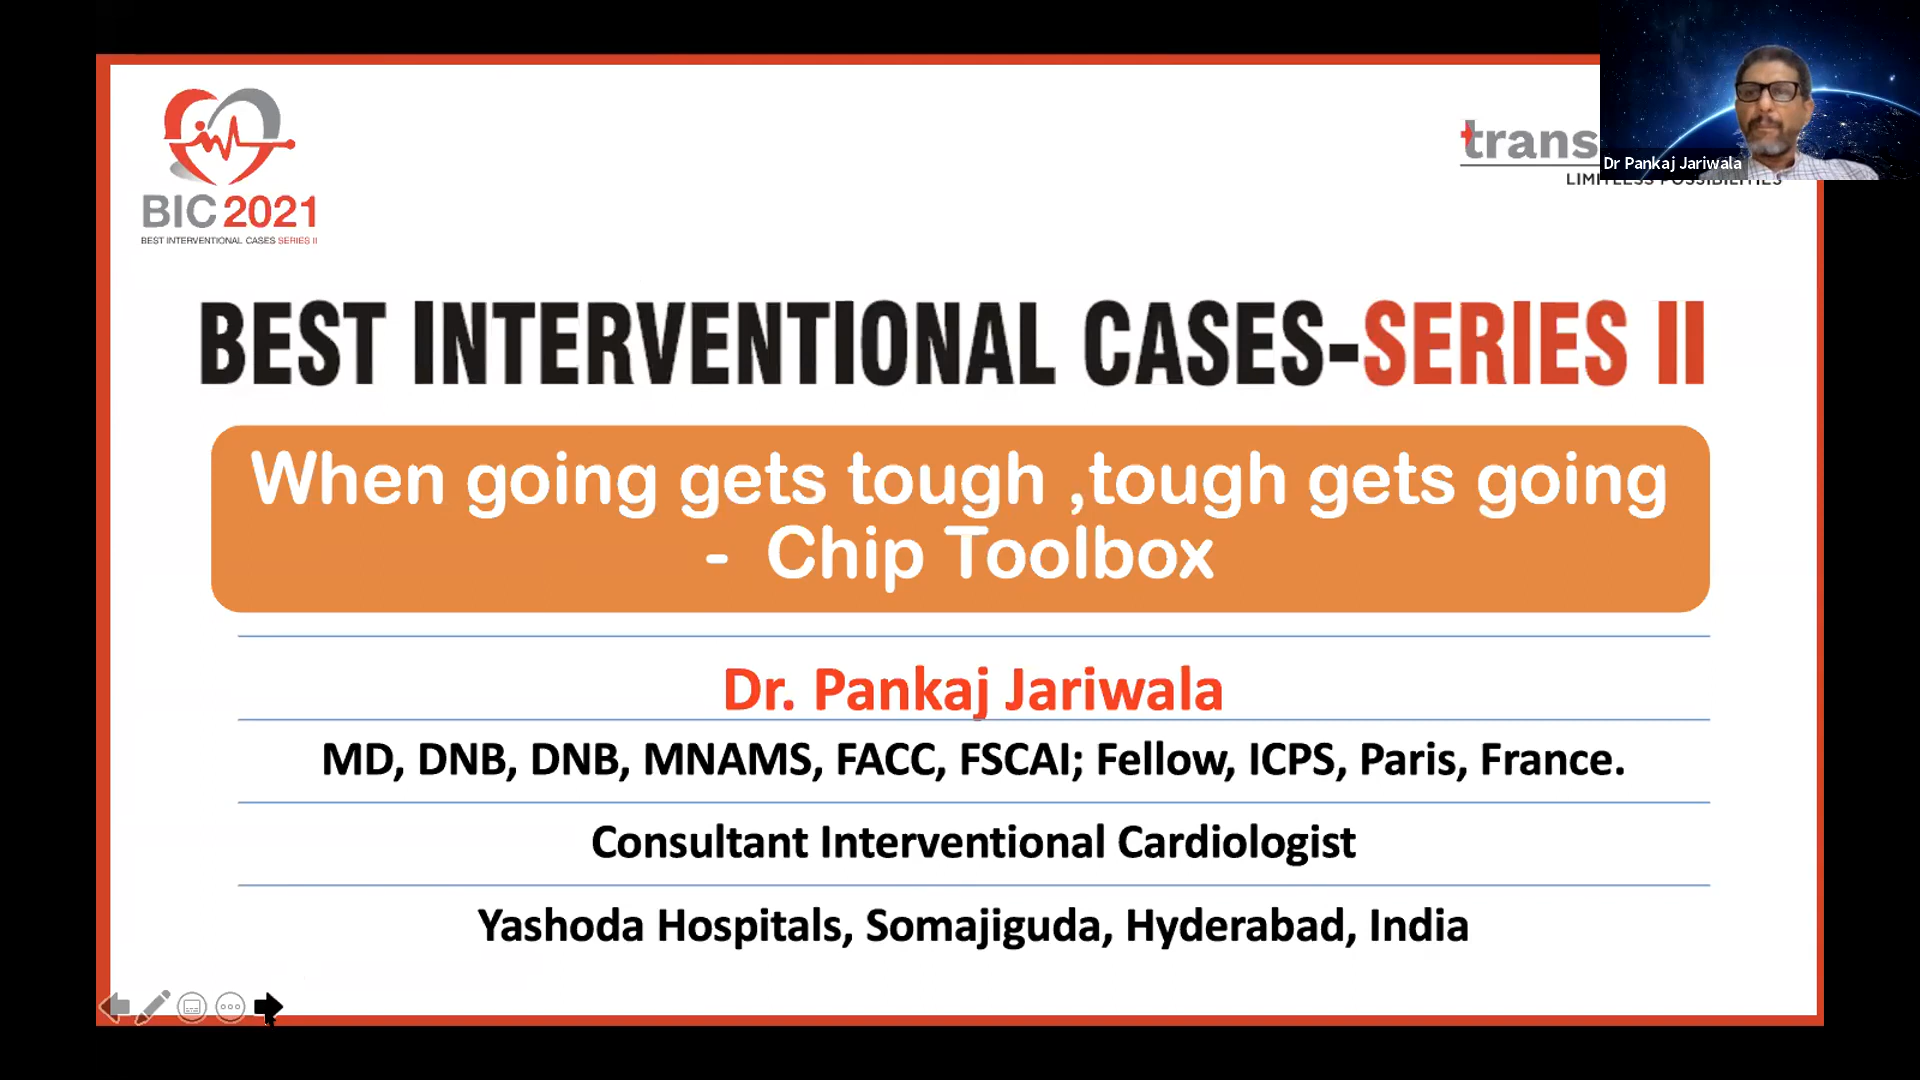 BIC 2021
BEST INTERVENTIONAL CASES SERIES II
trans
Dr Pankaj Jariwala
BEST INTERVENTIONAL CASES-SERIES II
When going gets tough ,tough gets going
- Chip Toolbox
Dr. Pankaj Jariwala
MD, DNB, DNB, MNAMS, FACC, FSCAI; Fellow, ICPS, Paris, France.
Consultant Interventional Cardiologist
Yashoda Hospitals, Somajiguda, Hyderabad, India